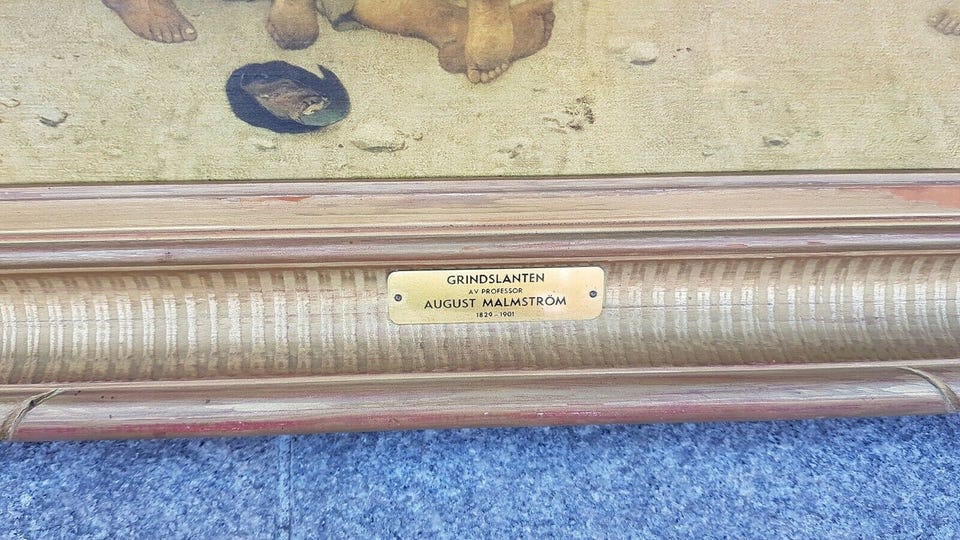 GRINDSLANTEN
AV PROFESSOR
AUGUST MALMSTRÖM
1829-1901